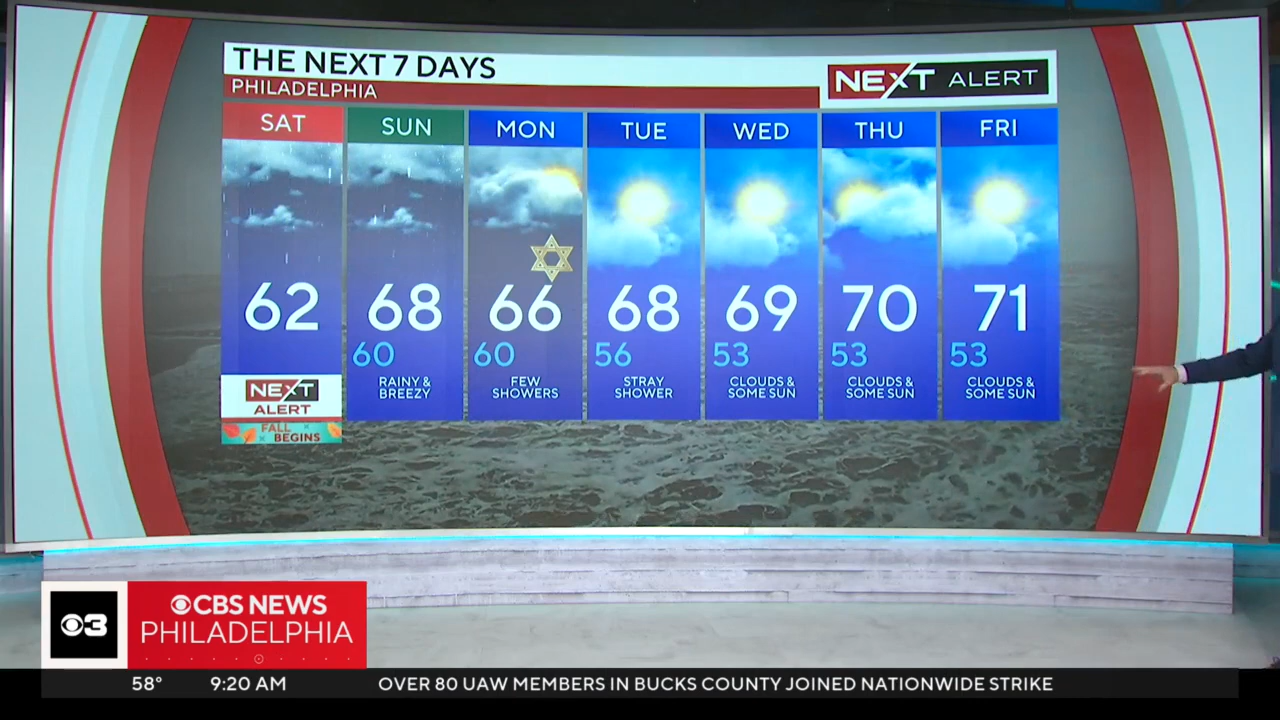 THE NEXT 7 DAYS
PHILADELPHIA
NEXT ALERT
SAT
SUN
MON
TUE
WED
THU
FRI
62
68
66
68
69
70
71
60
60
56
53
53
53
RAINY &
BREEZY
FEW
SHOWERS
STRAY
SHOWER
CLOUDS &
SOME SUN
CLOUDS &
SOME SUN
CLOUDS &
SOME SUN
NEXT
ALERT
FALL
BEGINS
3
CBS NEWS
PHILADELPHIA
58° 9:20 AM OVER 80 UAW MEMBERS IN BUCKS COUNTY JOINED NATIONWIDE STRIKE